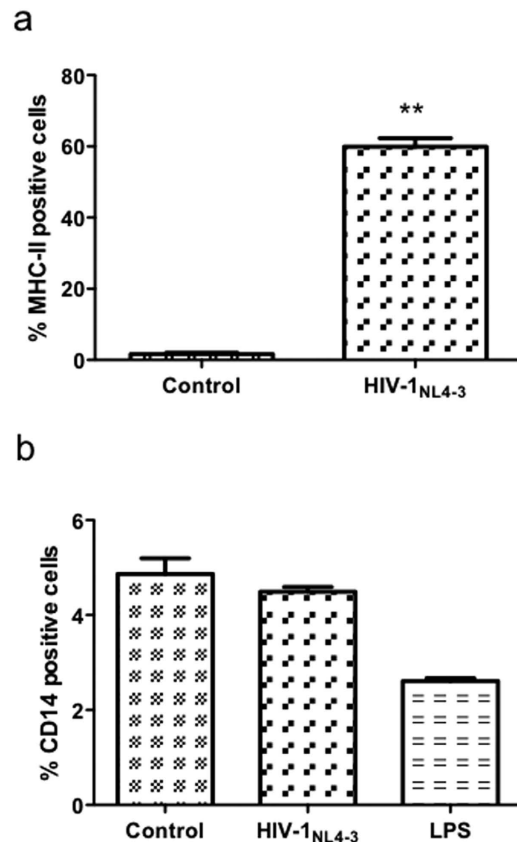 a
% MHC-II positive cells
80
60
40
20
0
**
Control
HIV-1NL4-3
b
% CD14 positive cells
6
4
2
0
Control
HIV-1NL4-3
LPS